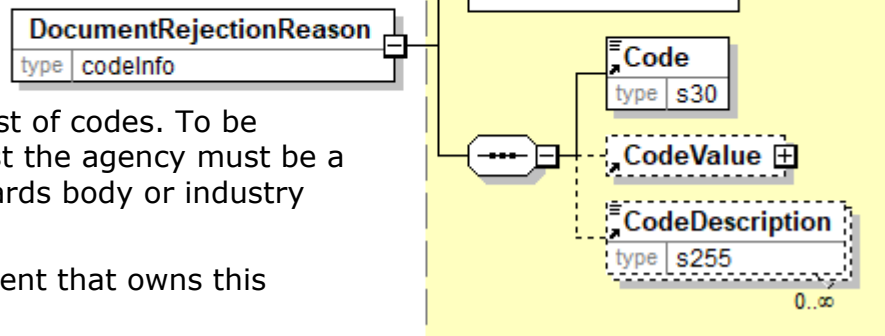 DocumentRejectionReason
type codeInfo
st of codes. To be
st the agency must be a
ards body or industry
ent that owns this
Code
type s30
CodeValue
CodeDescription
type s255
0..∞